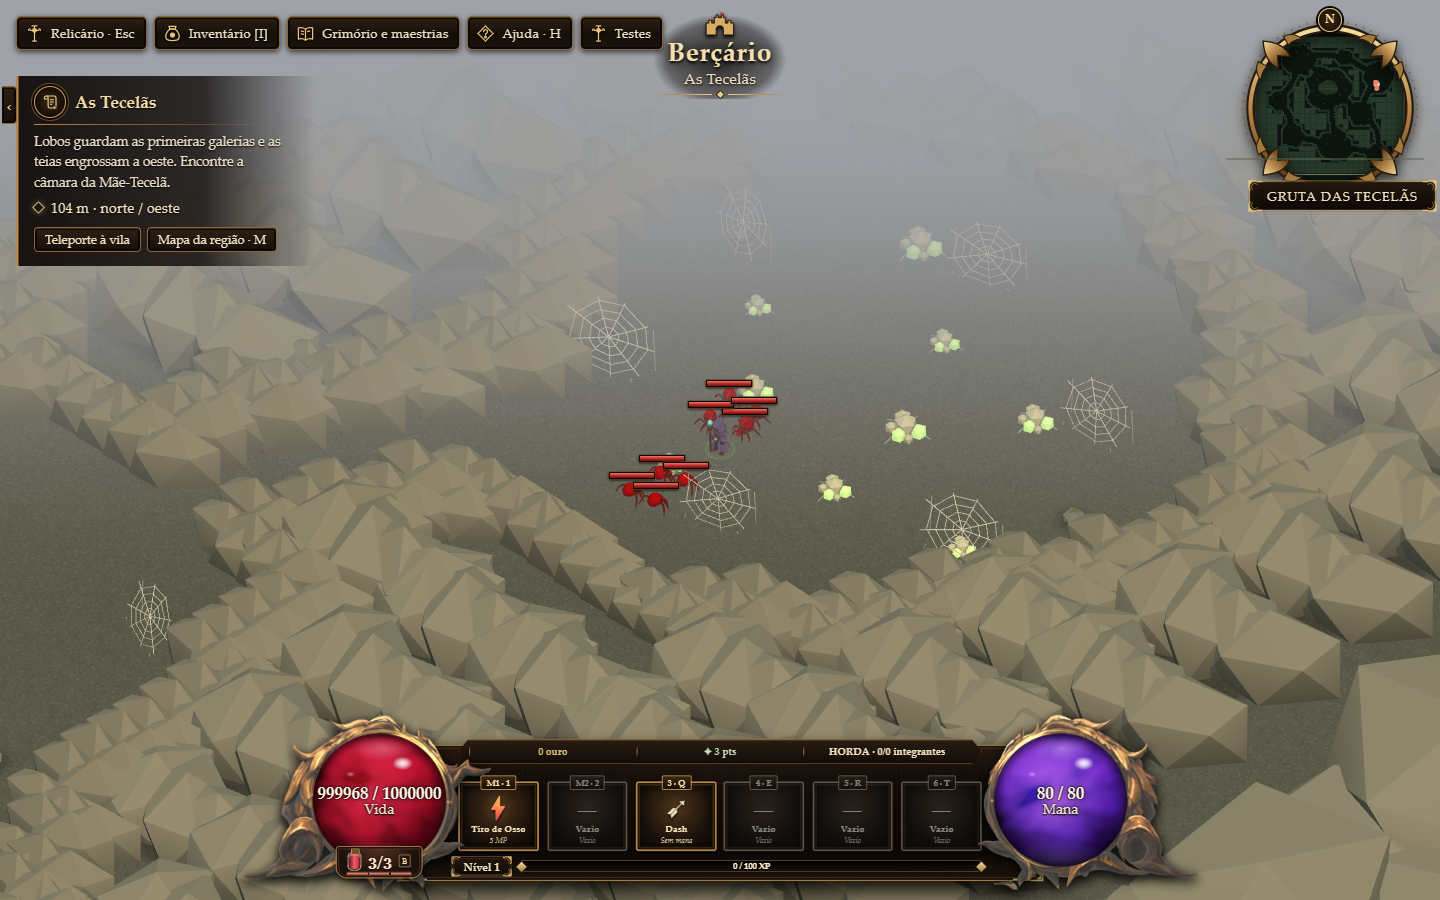 Relicário · Esc
Inventário [I]
Grimório e maestrias
Ajuda · H
Testes
Berçário
As Tecelãs
N
GRUTA DAS TECELÃS
‹
As Tecelãs
Lobos guardam as primeiras galerias e as
teias engrossam a oeste. Encontre a
câmara da Mãe-Tecelã.
104 m · norte / oeste
Teleporte à vila
Mapa da região · M
0 ouro
3 pts
HORDA · 0/0 integrantes
999968 / 1000000
Vida
3/3
B
M1 · 1
Tiro de Osso
5 MP
M2 · 2
Vazio
Vazio
3 · Q
Dash
Sem mana
4 · E
Vazio
Vazio
5 · R
Vazio
Vazio
6 · T
Vazio
Vazio
80 / 80
Mana
Nível 1
0 / 100 XP